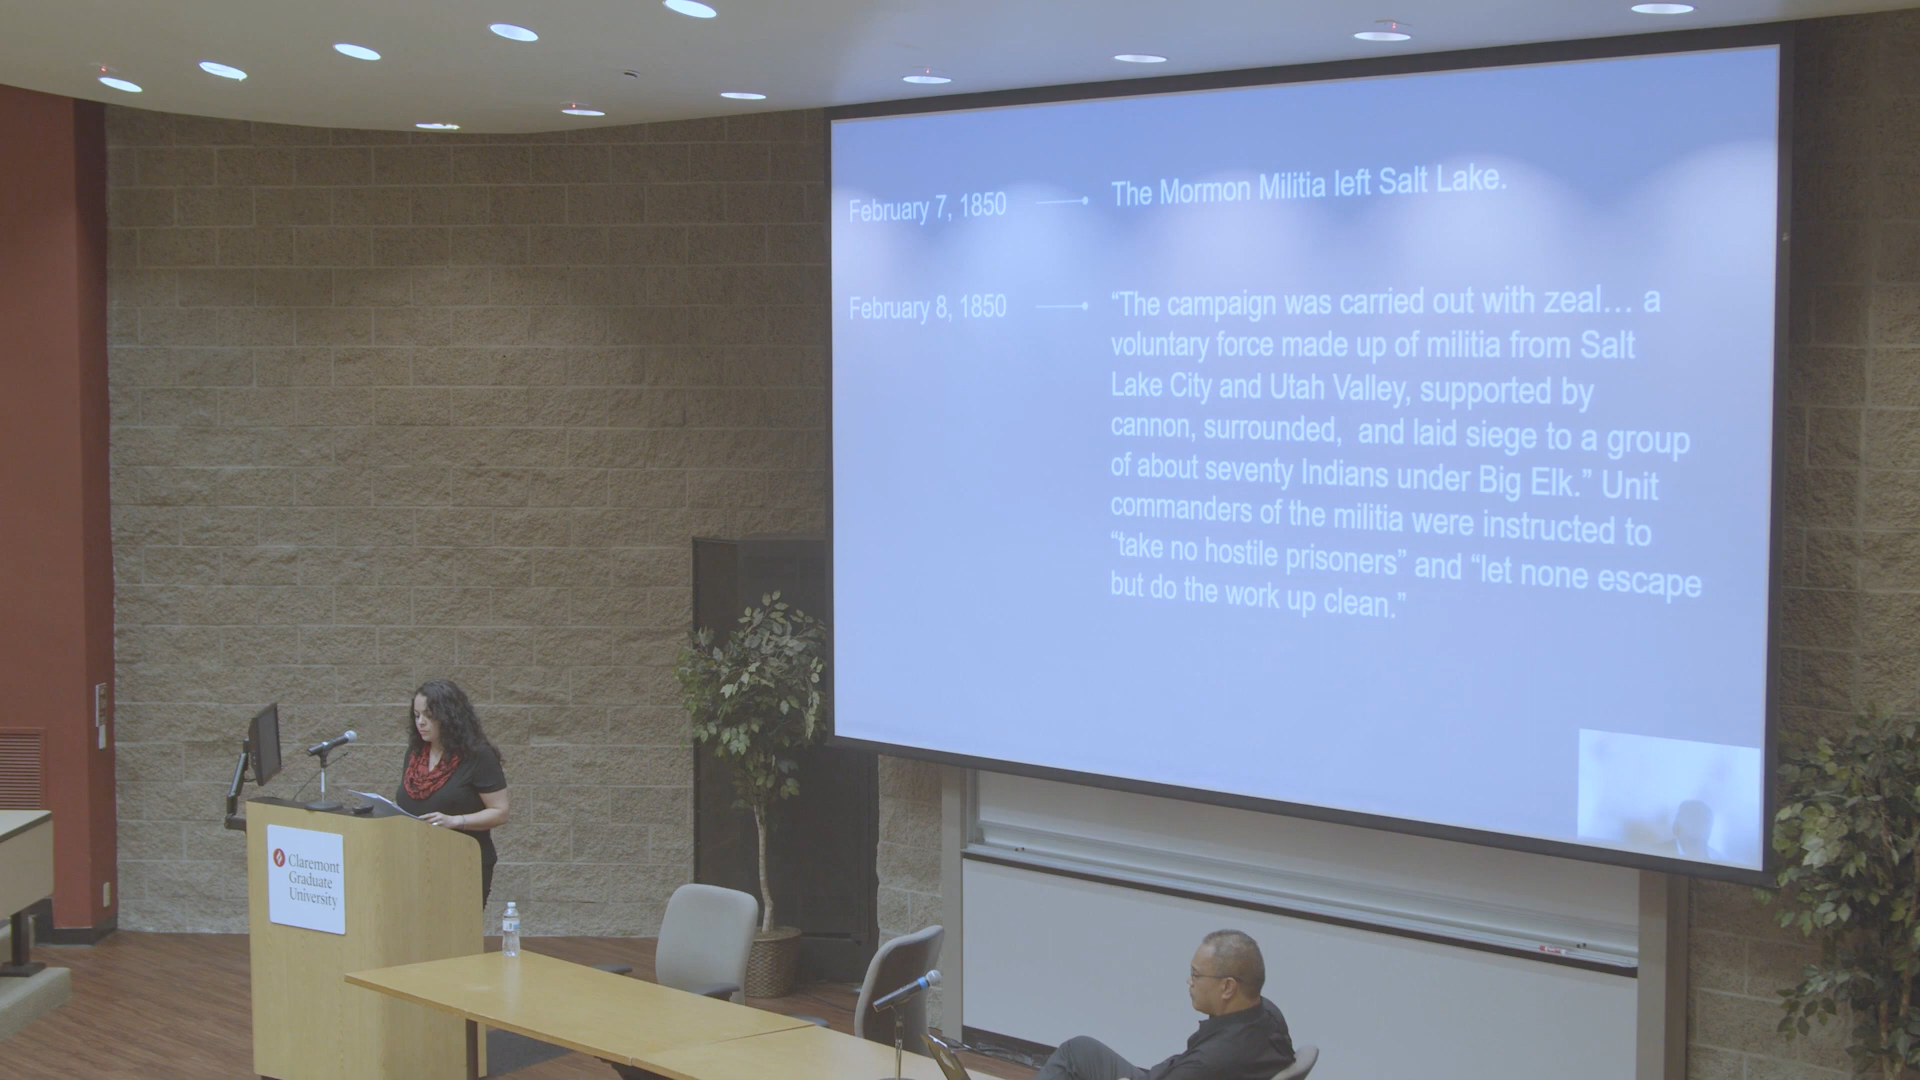 February 7, 1850
The Mormon Militia left Salt Lake.
February 8, 1850
“The campaign was carried out with zeal… a
voluntary force made up of militia from Salt
Lake City and Utah Valley, supported by
cannon, surrounded,  and laid siege to a group
of about seventy Indians under Big Elk.” Unit
commanders of the militia were instructed to
“take no hostile prisoners” and “let none escape
but do the work up clean.”
Claremont
Graduate
University